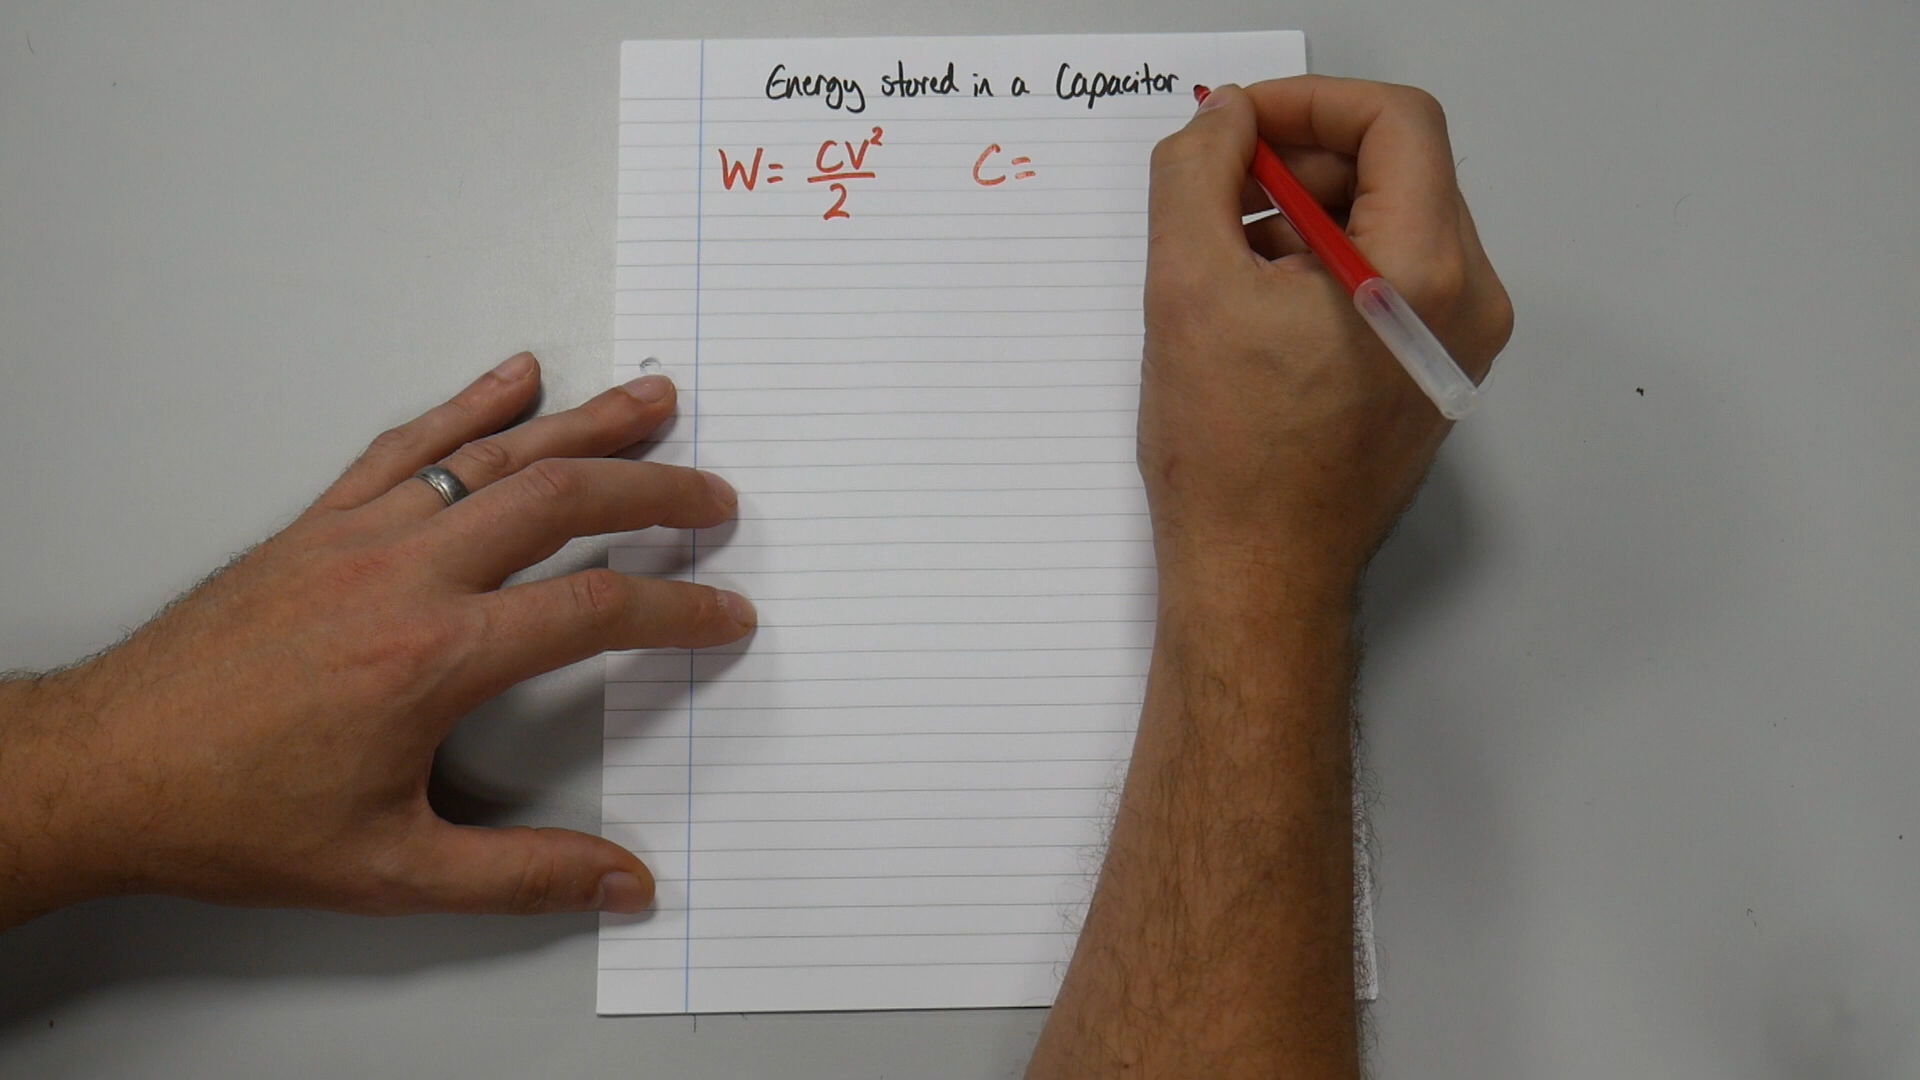 Energy stored in a Capacitor
W = CV²/2 C =